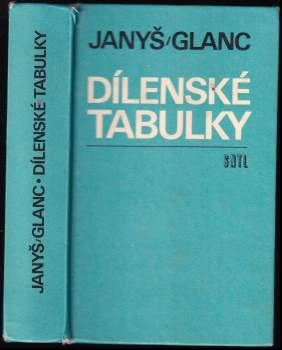 JANYŠ/GLANC • DÍLENSKÉ TABULKY
JANYŠ/GLANC
DÍLENSKÉ
TABULKY
SNTL